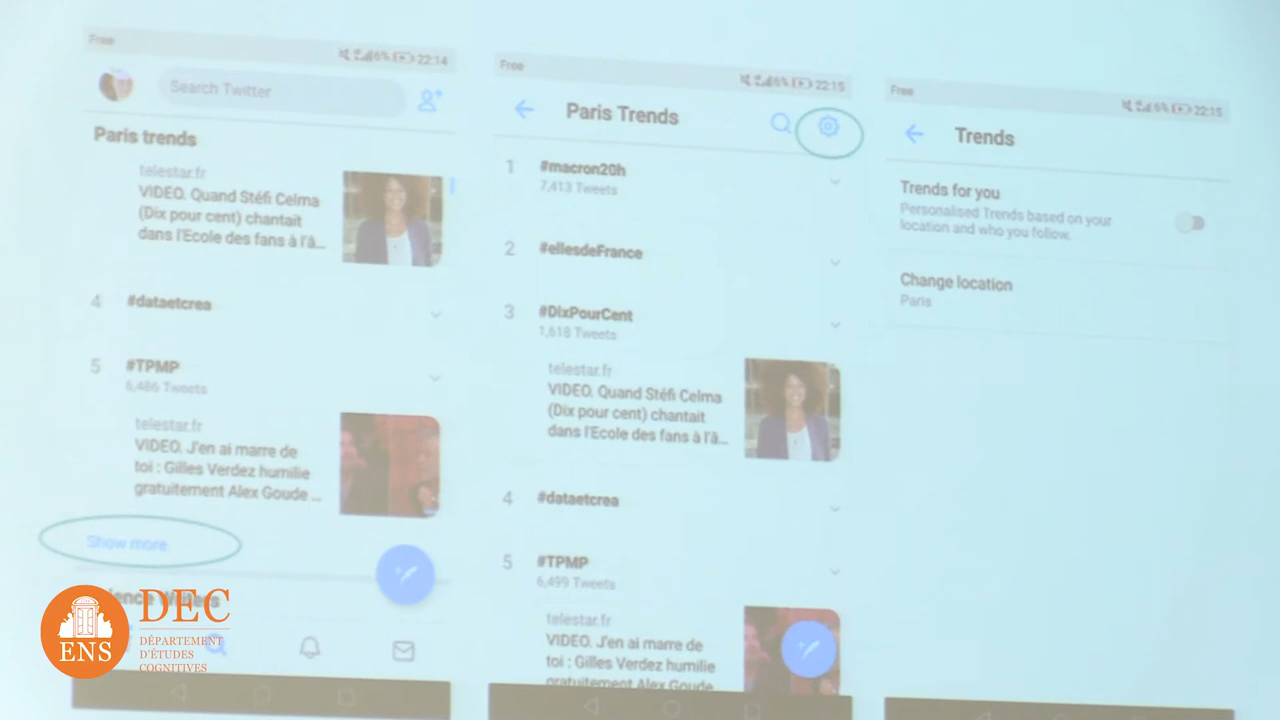 Free
6% 22:14
Search Twitter
Paris trends
telestar.fr
VIDEO. Quand Stéfi Celma
(Dix pour cent) chantait
dans l'Ecole des fans à l'â...
4 #dataetcrea
5 #TPMP
6,486 Tweets
telestar.fr
VIDEO. J'en ai marre de
toi : Gilles Verdez humilie
gratuitement Alex Goude ...
Show more
Free
6% 22:15
Paris Trends
1 #macron20h
7,413 Tweets
2 #ellesdeFrance
3 #DixPourCent
1,618 Tweets
telestar.fr
VIDEO. Quand Stéfi Celma
(Dix pour cent) chantait
dans l'Ecole des fans à l'â...
4 #dataetcrea
5 #TPMP
6,499 Tweets
telestar.fr
VIDEO. J'en ai marre de
toi : Gilles Verdez humilie
gratuitement Alex Goude
Free
6% 22:15
Trends
Trends for you
Personalised Trends based on your
location and who you follow.
Change location
Paris
ENS
DEC
DÉPARTEMENT
D'ÉTUDES
COGNITIVES